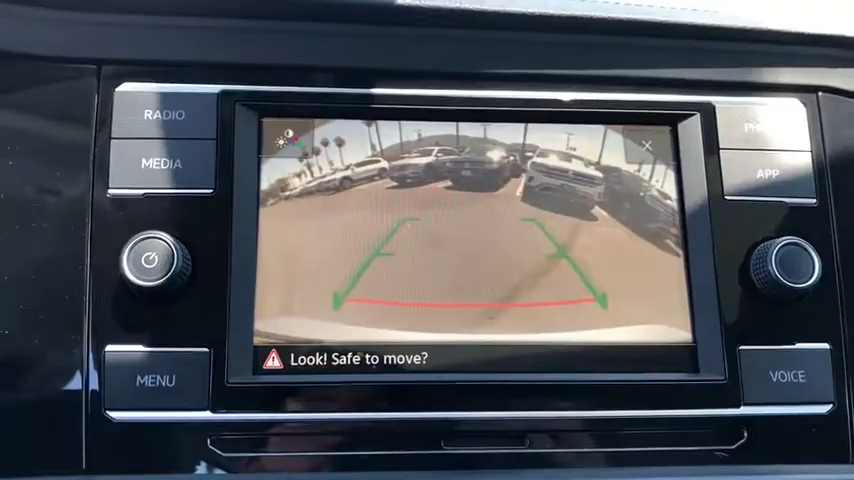 RADIO
MEDIA
APP
Look! Safe to move?
MENU
VOICE